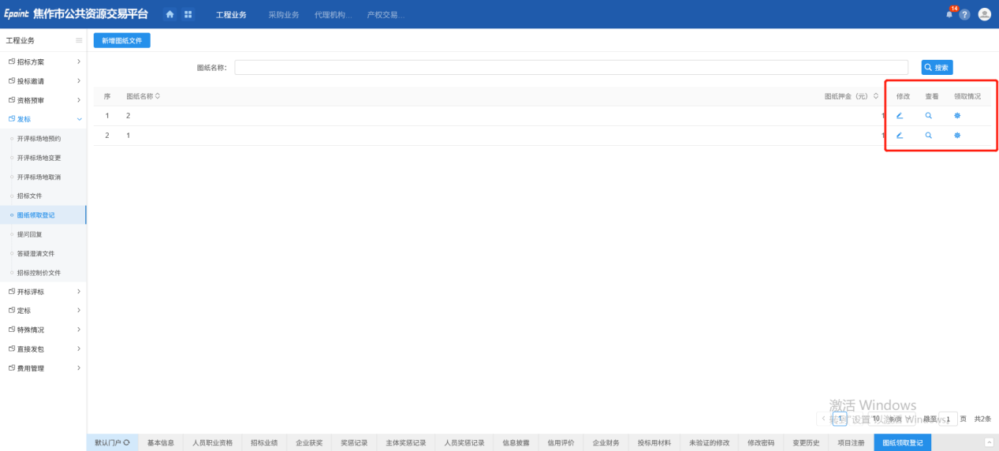 Epoint 焦作市公共资源交易平台
工程业务
采购业务
代理机构...
产权交易...
14
?
工程业务
招标方案
投标邀请
资格预审
发标
开评标场地预约
开评标场地变更
开评标场地取消
招标文件
图纸领取登记
提问回复
答疑澄清文件
招标控制价文件
开标评标
定标
特殊情况
直接发包
费用管理
新增图纸文件
图纸名称:
搜索
序 图纸名称 图纸押金（元） 修改 查看 领取情况
1 2 1
2 1 1
激活 Windows
1 10 跳至 1 页 共2条
默认门户 基本信息 人员职业资格 招标业绩 企业获奖 奖惩记录 主体奖惩记录 人员奖惩记录 信息披露 信用评价 企业财务 投标用材料 未验证的修改 修改密码 变更历史 项目注册 图纸领取登记